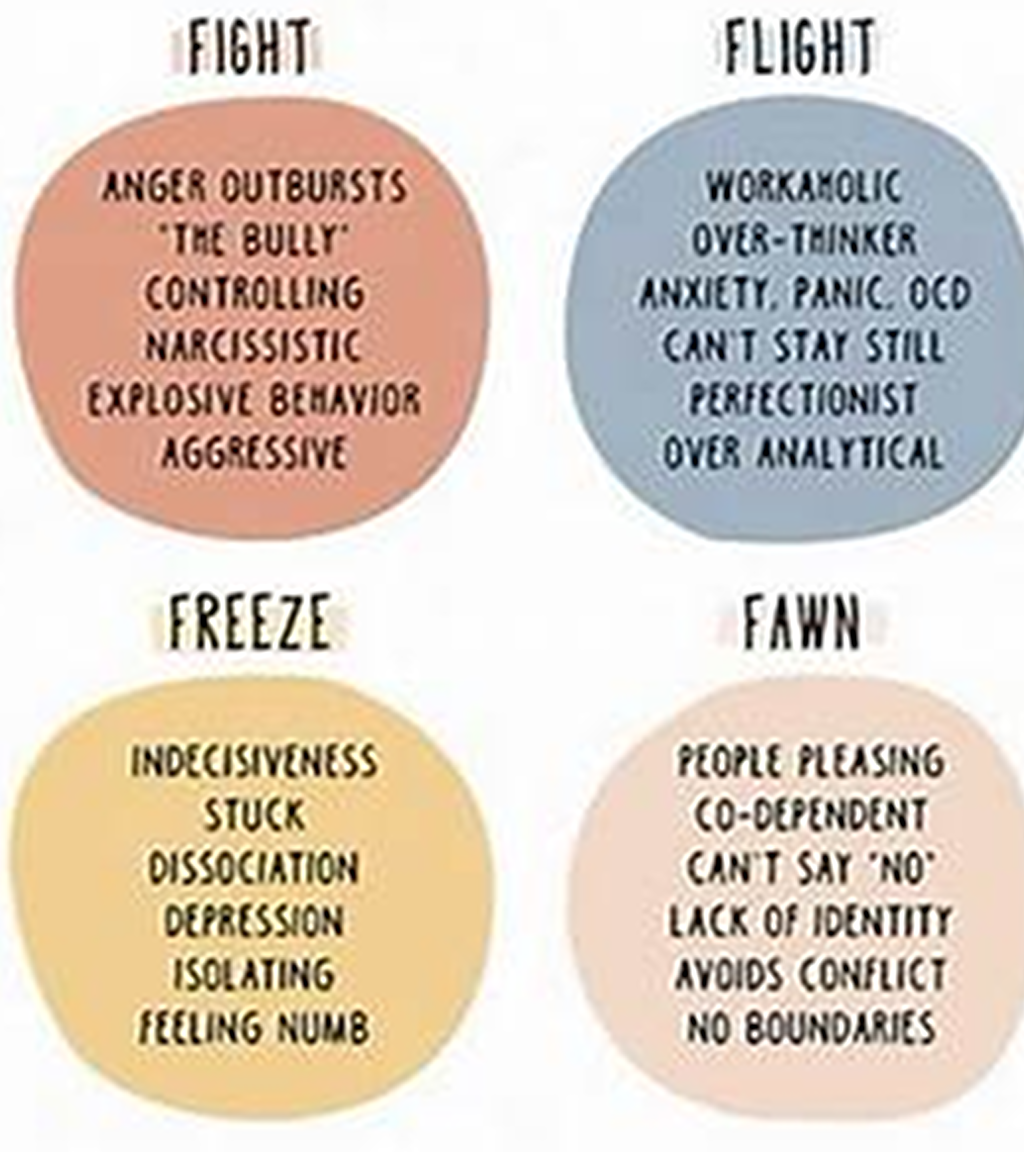 FIGHT
ANGER OUTBURSTS
"THE BULLY"
CONTROLLING
NARCISSISTIC
EXPLOSIVE BEHAVIOR
AGGRESSIVE
FLIGHT
WORKAHOLIC
OVER-THINKER
ANXIETY, PANIC, OCD
CAN'T STAY STILL
PERFECTIONIST
OVER ANALYTICAL
FREEZE
INDECISIVENESS
STUCK
DISSOCIATION
DEPRESSION
ISOLATING
FEELING NUMB
FAWN
PEOPLE PLEASING
CO-DEPENDENT
CAN'T SAY "NO"
LACK OF IDENTITY
AVOIDS CONFLICT
NO BOUNDARIES